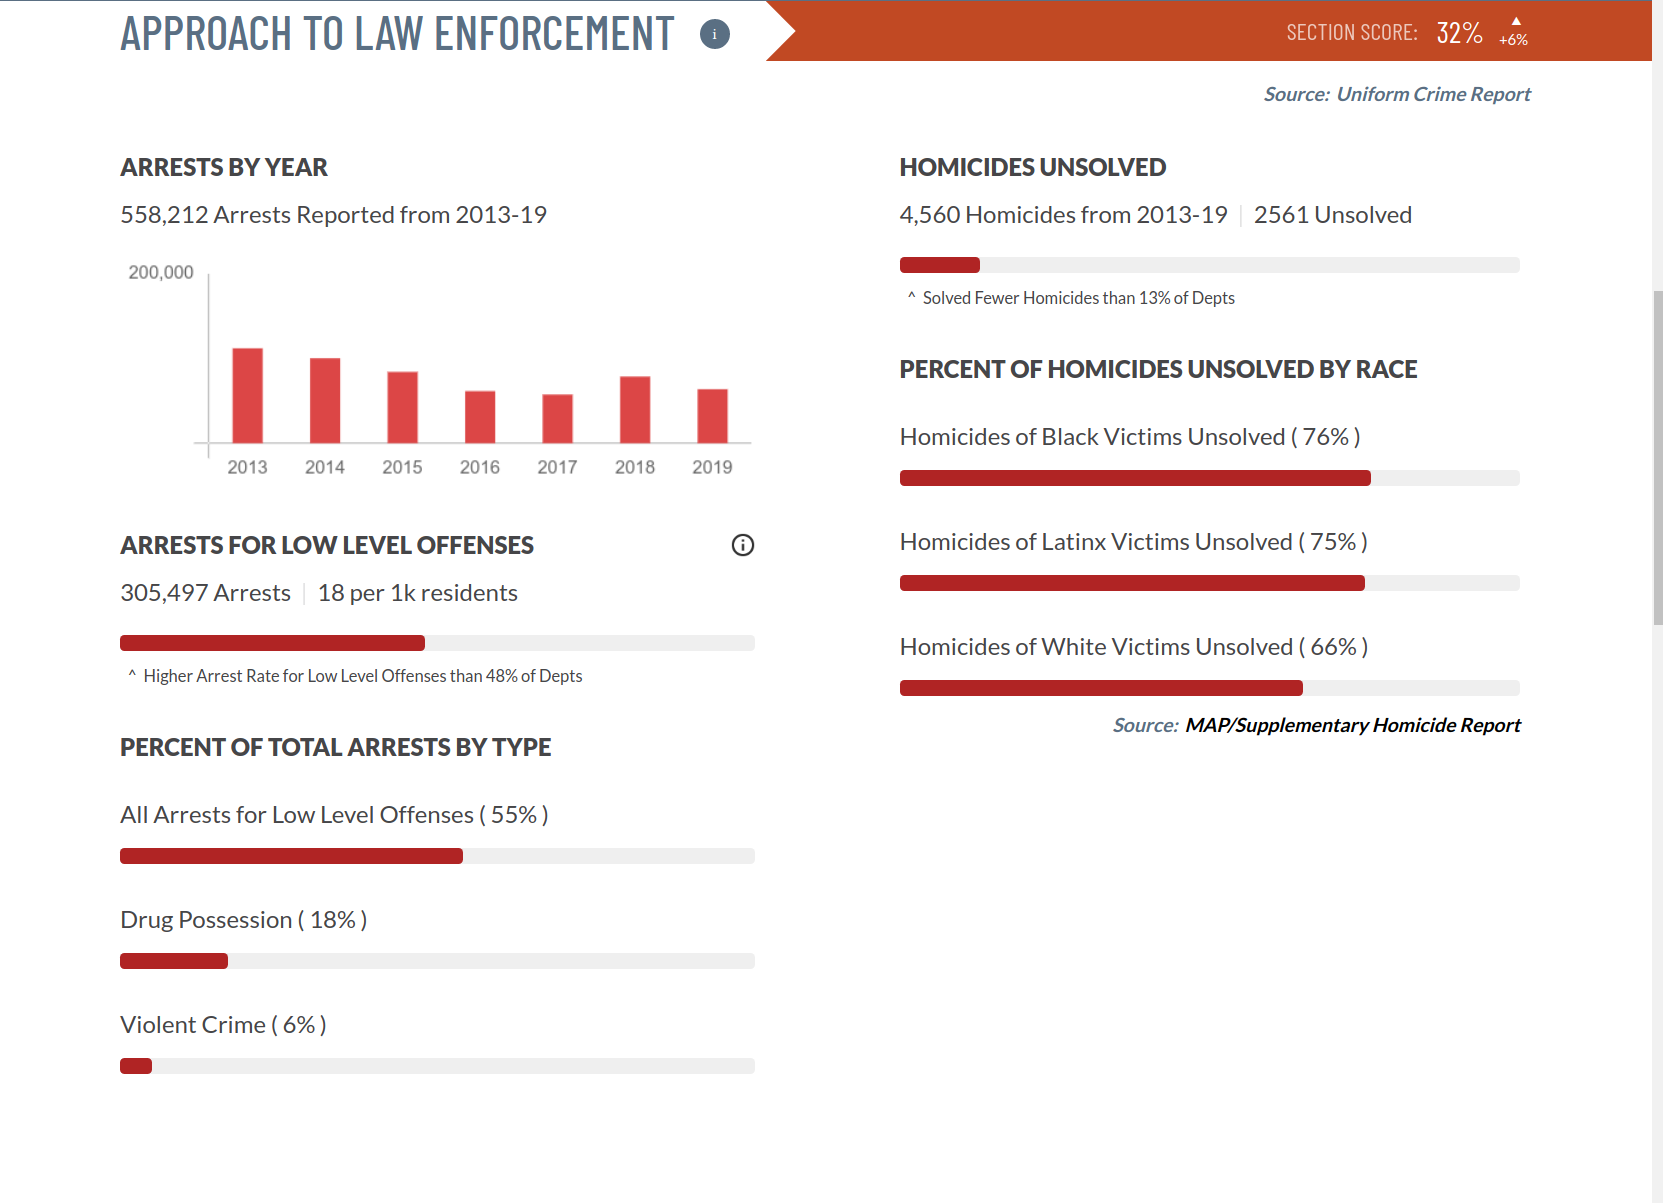 APPROACH TO LAW ENFORCEMENT i
SECTION SCORE: 32% ▲ +6%
Source: Uniform Crime Report
ARRESTS BY YEAR
558,212 Arrests Reported from 2013-19
200,000
2013 2014 2015 2016 2017 2018 2019
ARRESTS FOR LOW LEVEL OFFENSES
305,497 Arrests | 18 per 1k residents
^ Higher Arrest Rate for Low Level Offenses than 48% of Depts
PERCENT OF TOTAL ARRESTS BY TYPE
All Arrests for Low Level Offenses ( 55% )
Drug Possession ( 18% )
Violent Crime ( 6% )
HOMICIDES UNSOLVED
4,560 Homicides from 2013-19 | 2561 Unsolved
^ Solved Fewer Homicides than 13% of Depts
PERCENT OF HOMICIDES UNSOLVED BY RACE
Homicides of Black Victims Unsolved ( 76% )
Homicides of Latinx Victims Unsolved ( 75% )
Homicides of White Victims Unsolved ( 66% )
Source: MAP/Supplementary Homicide Report